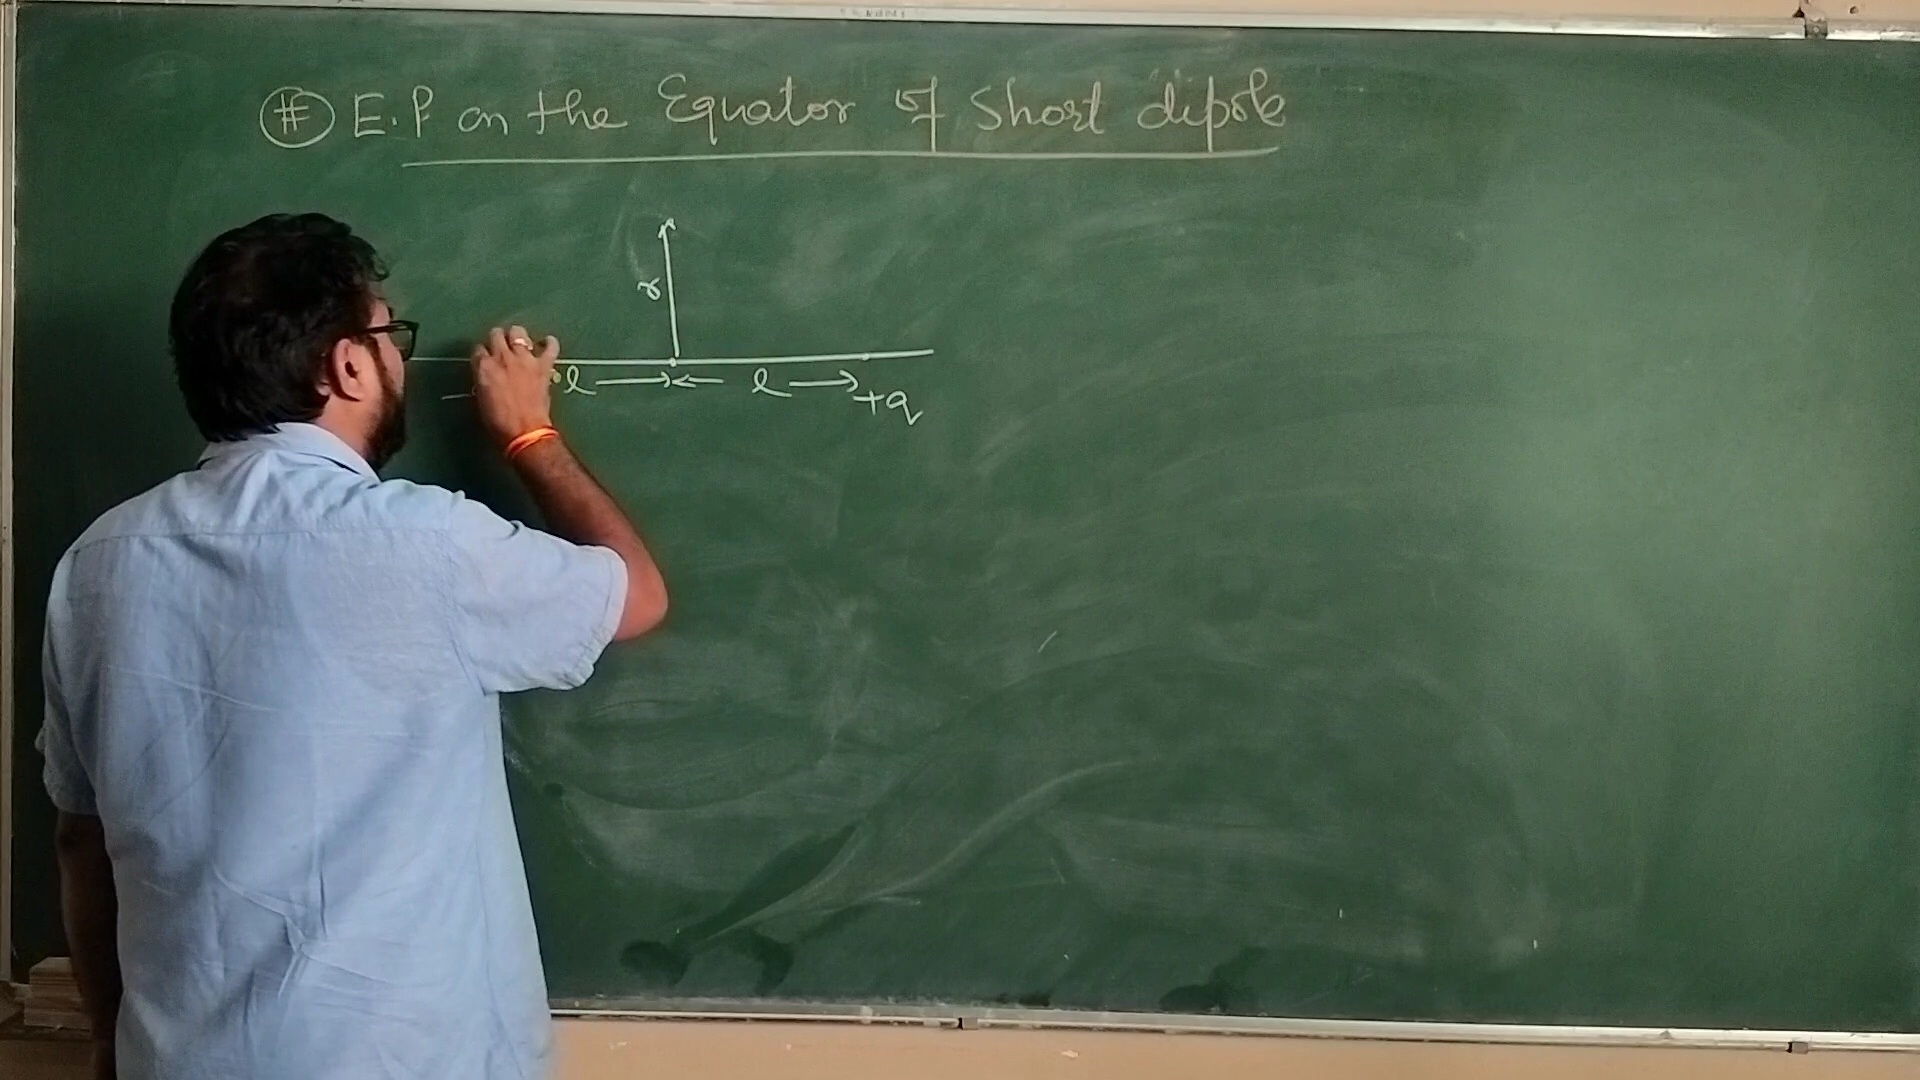 # E.P on the Equator of Short dipole
r
l l
+q